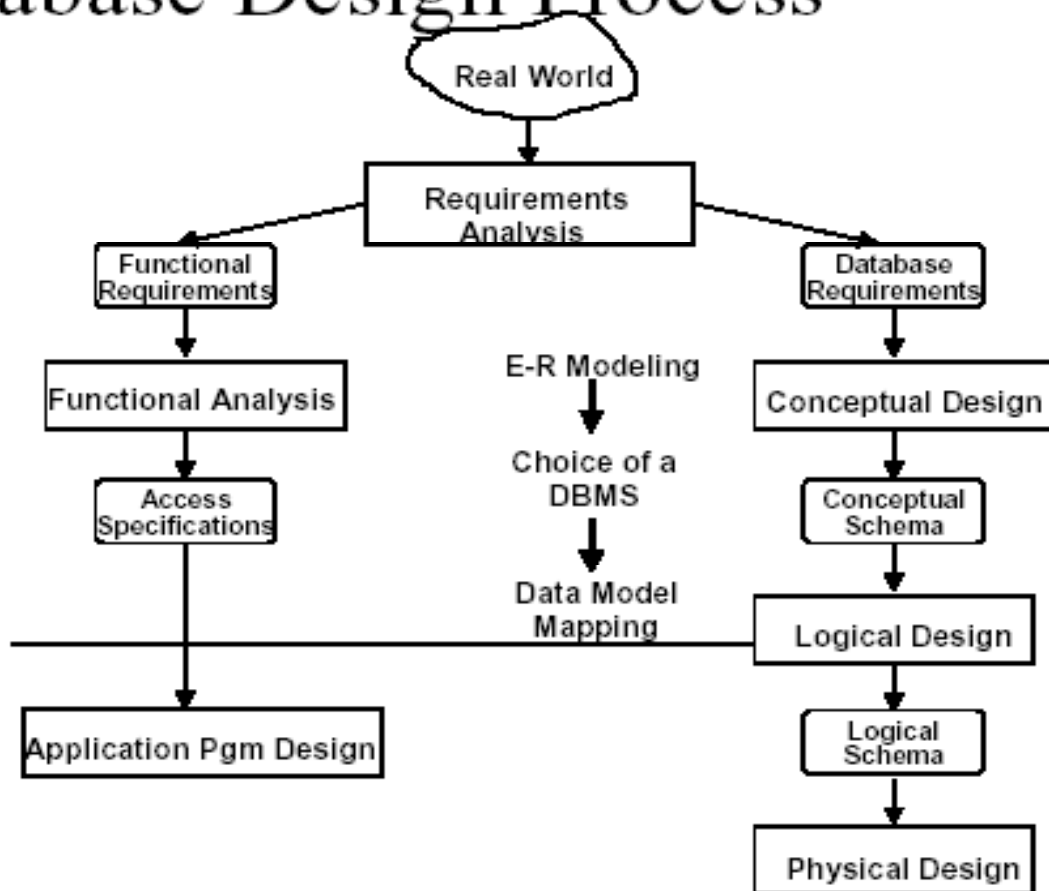 abase Design Process
Real World
Requirements
Analysis
Functional
Requirements
Database
Requirements
E-R Modeling
Functional Analysis
Conceptual Design
Choice of a
DBMS
Access
Specifications
Conceptual
Schema
Data Model
Mapping
Logical Design
Application Pgm Design
Logical
Schema
Physical Design